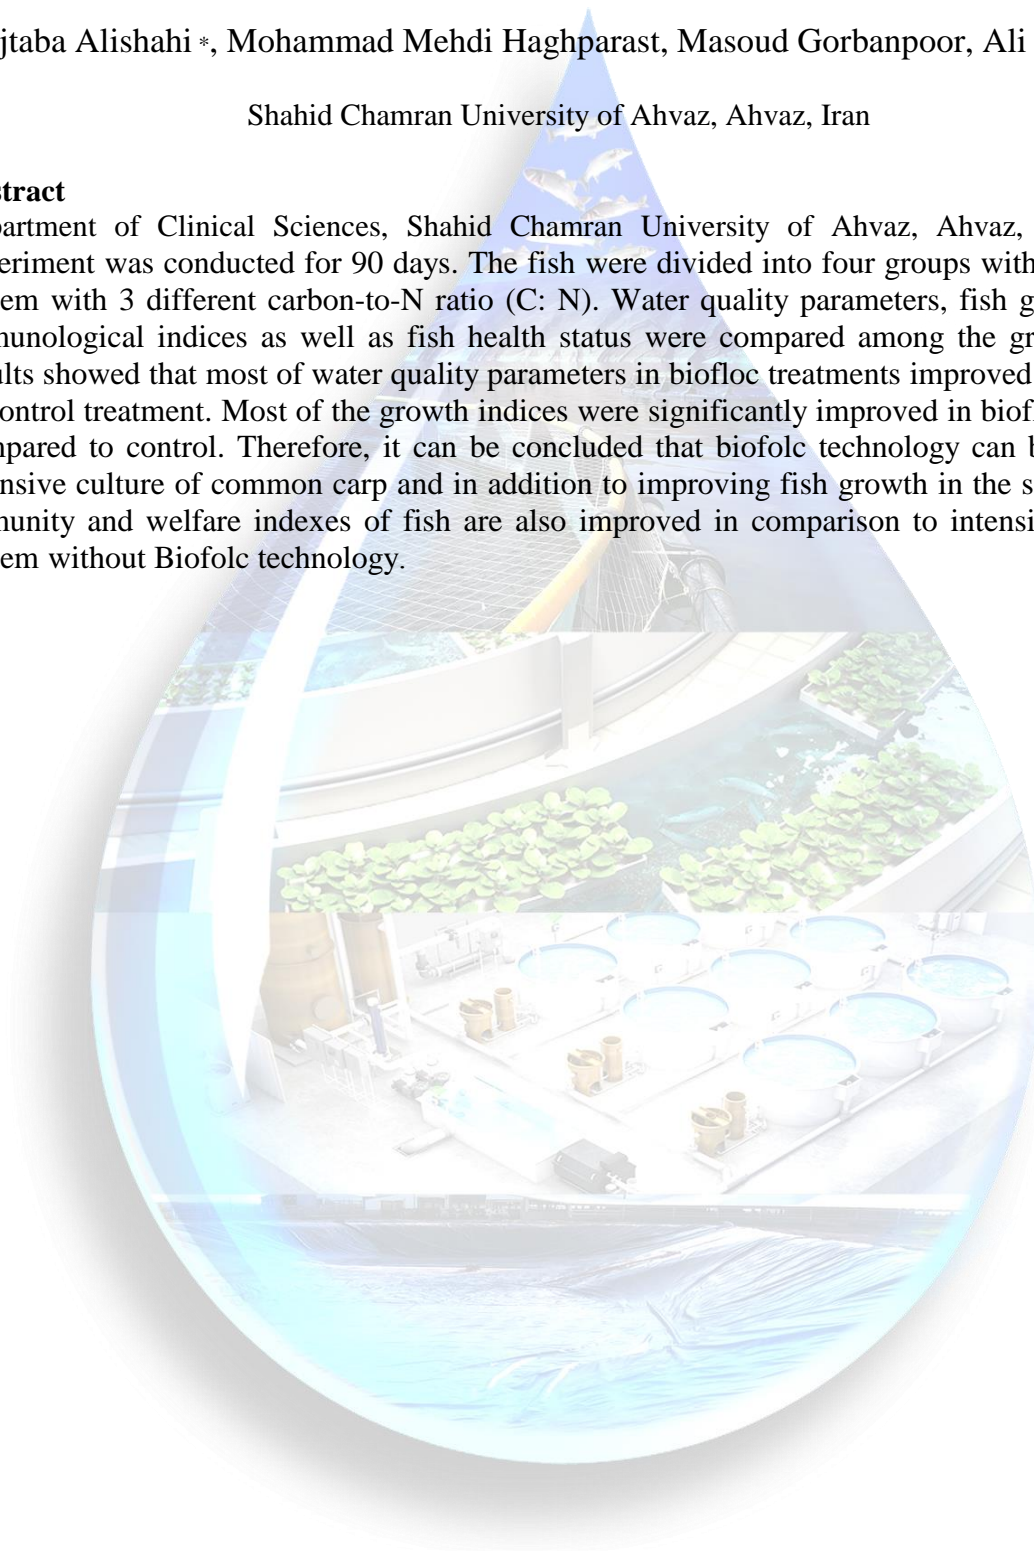 jtaba Alishahi *, Mohammad Mehdi Haghparast, Masoud Gorbanpoor, Ali
Shahid Chamran University of Ahvaz, Ahvaz, Iran
stract
partment of Clinical Sciences, Shahid Chamran University of Ahvaz, Ahvaz,
periment was conducted for 90 days. The fish were divided into four groups with
em with 3 different carbon-to-N ratio (C: N). Water quality parameters, fish g
munological indices as well as fish health status were compared among the gr
ults showed that most of water quality parameters in biofloc treatments improved
control treatment. Most of the growth indices were significantly improved in biof
mpared to control. Therefore, it can be concluded that biofolc technology can b
ensive culture of common carp and in addition to improving fish growth in the s
munity and welfare indexes of fish are also improved in comparison to intensi
em without Biofolc technology.